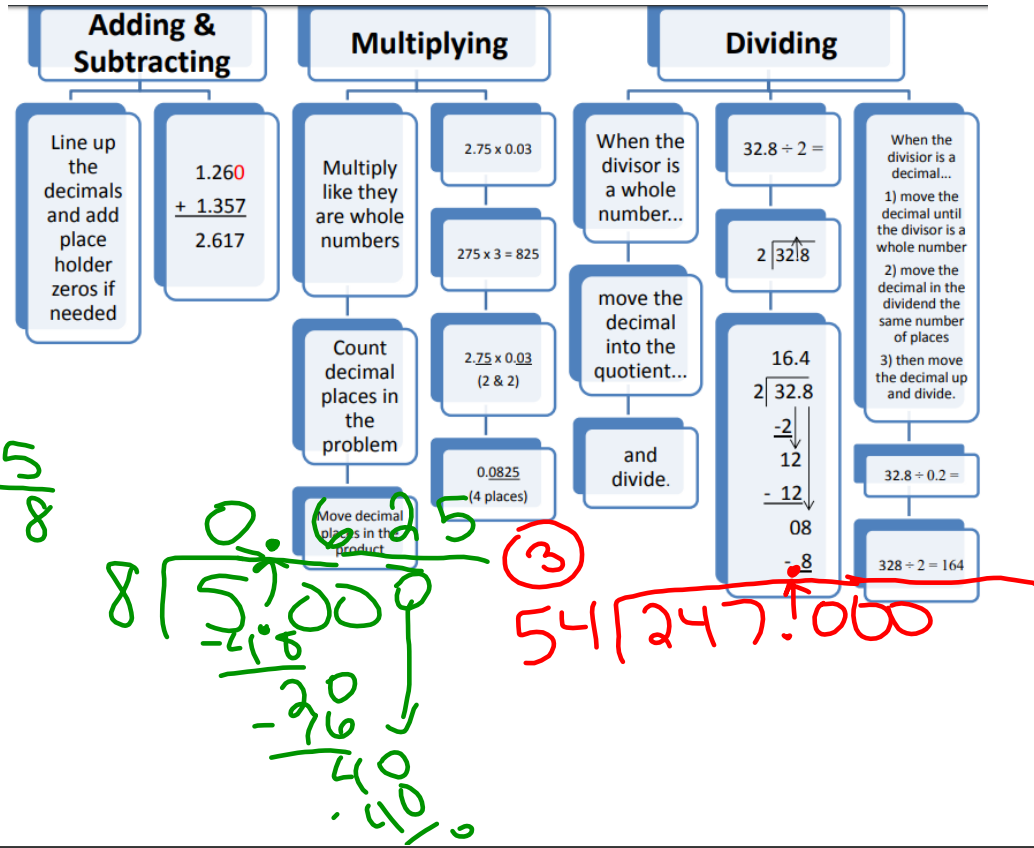 Adding &
Subtracting
Line up
the
decimals
and add
place
holder
zeros if
needed
1.260
+ 1.357
2.617
Multiplying
Multiply
like they
are whole
numbers
Count
decimal
places in
the
problem
Move decimal
places in the
product
2.75 x 0.03
275 x 3 = 825
2.75 x 0.03
(2 & 2)
0.0825
(4 places)
Dividing
When the
divisor is
a whole
number...
move the
decimal
into the
quotient...
and
divide.
32.8 ÷ 2 =
2 32.8
16.4
2 32.8
-2
12
- 12
08
- 8
When the
divisior is a
decimal...
1) move the
decimal until
the divisor is a
whole number
2) move the
decimal in the
dividend the
same number
of places
3) then move
the decimal up
and divide.
32.8 ÷ 0.2 =
328 ÷ 2 = 164
5
8
0.625
8 5.000
-4.8
20
-16
40
40
0
3
54 247.000